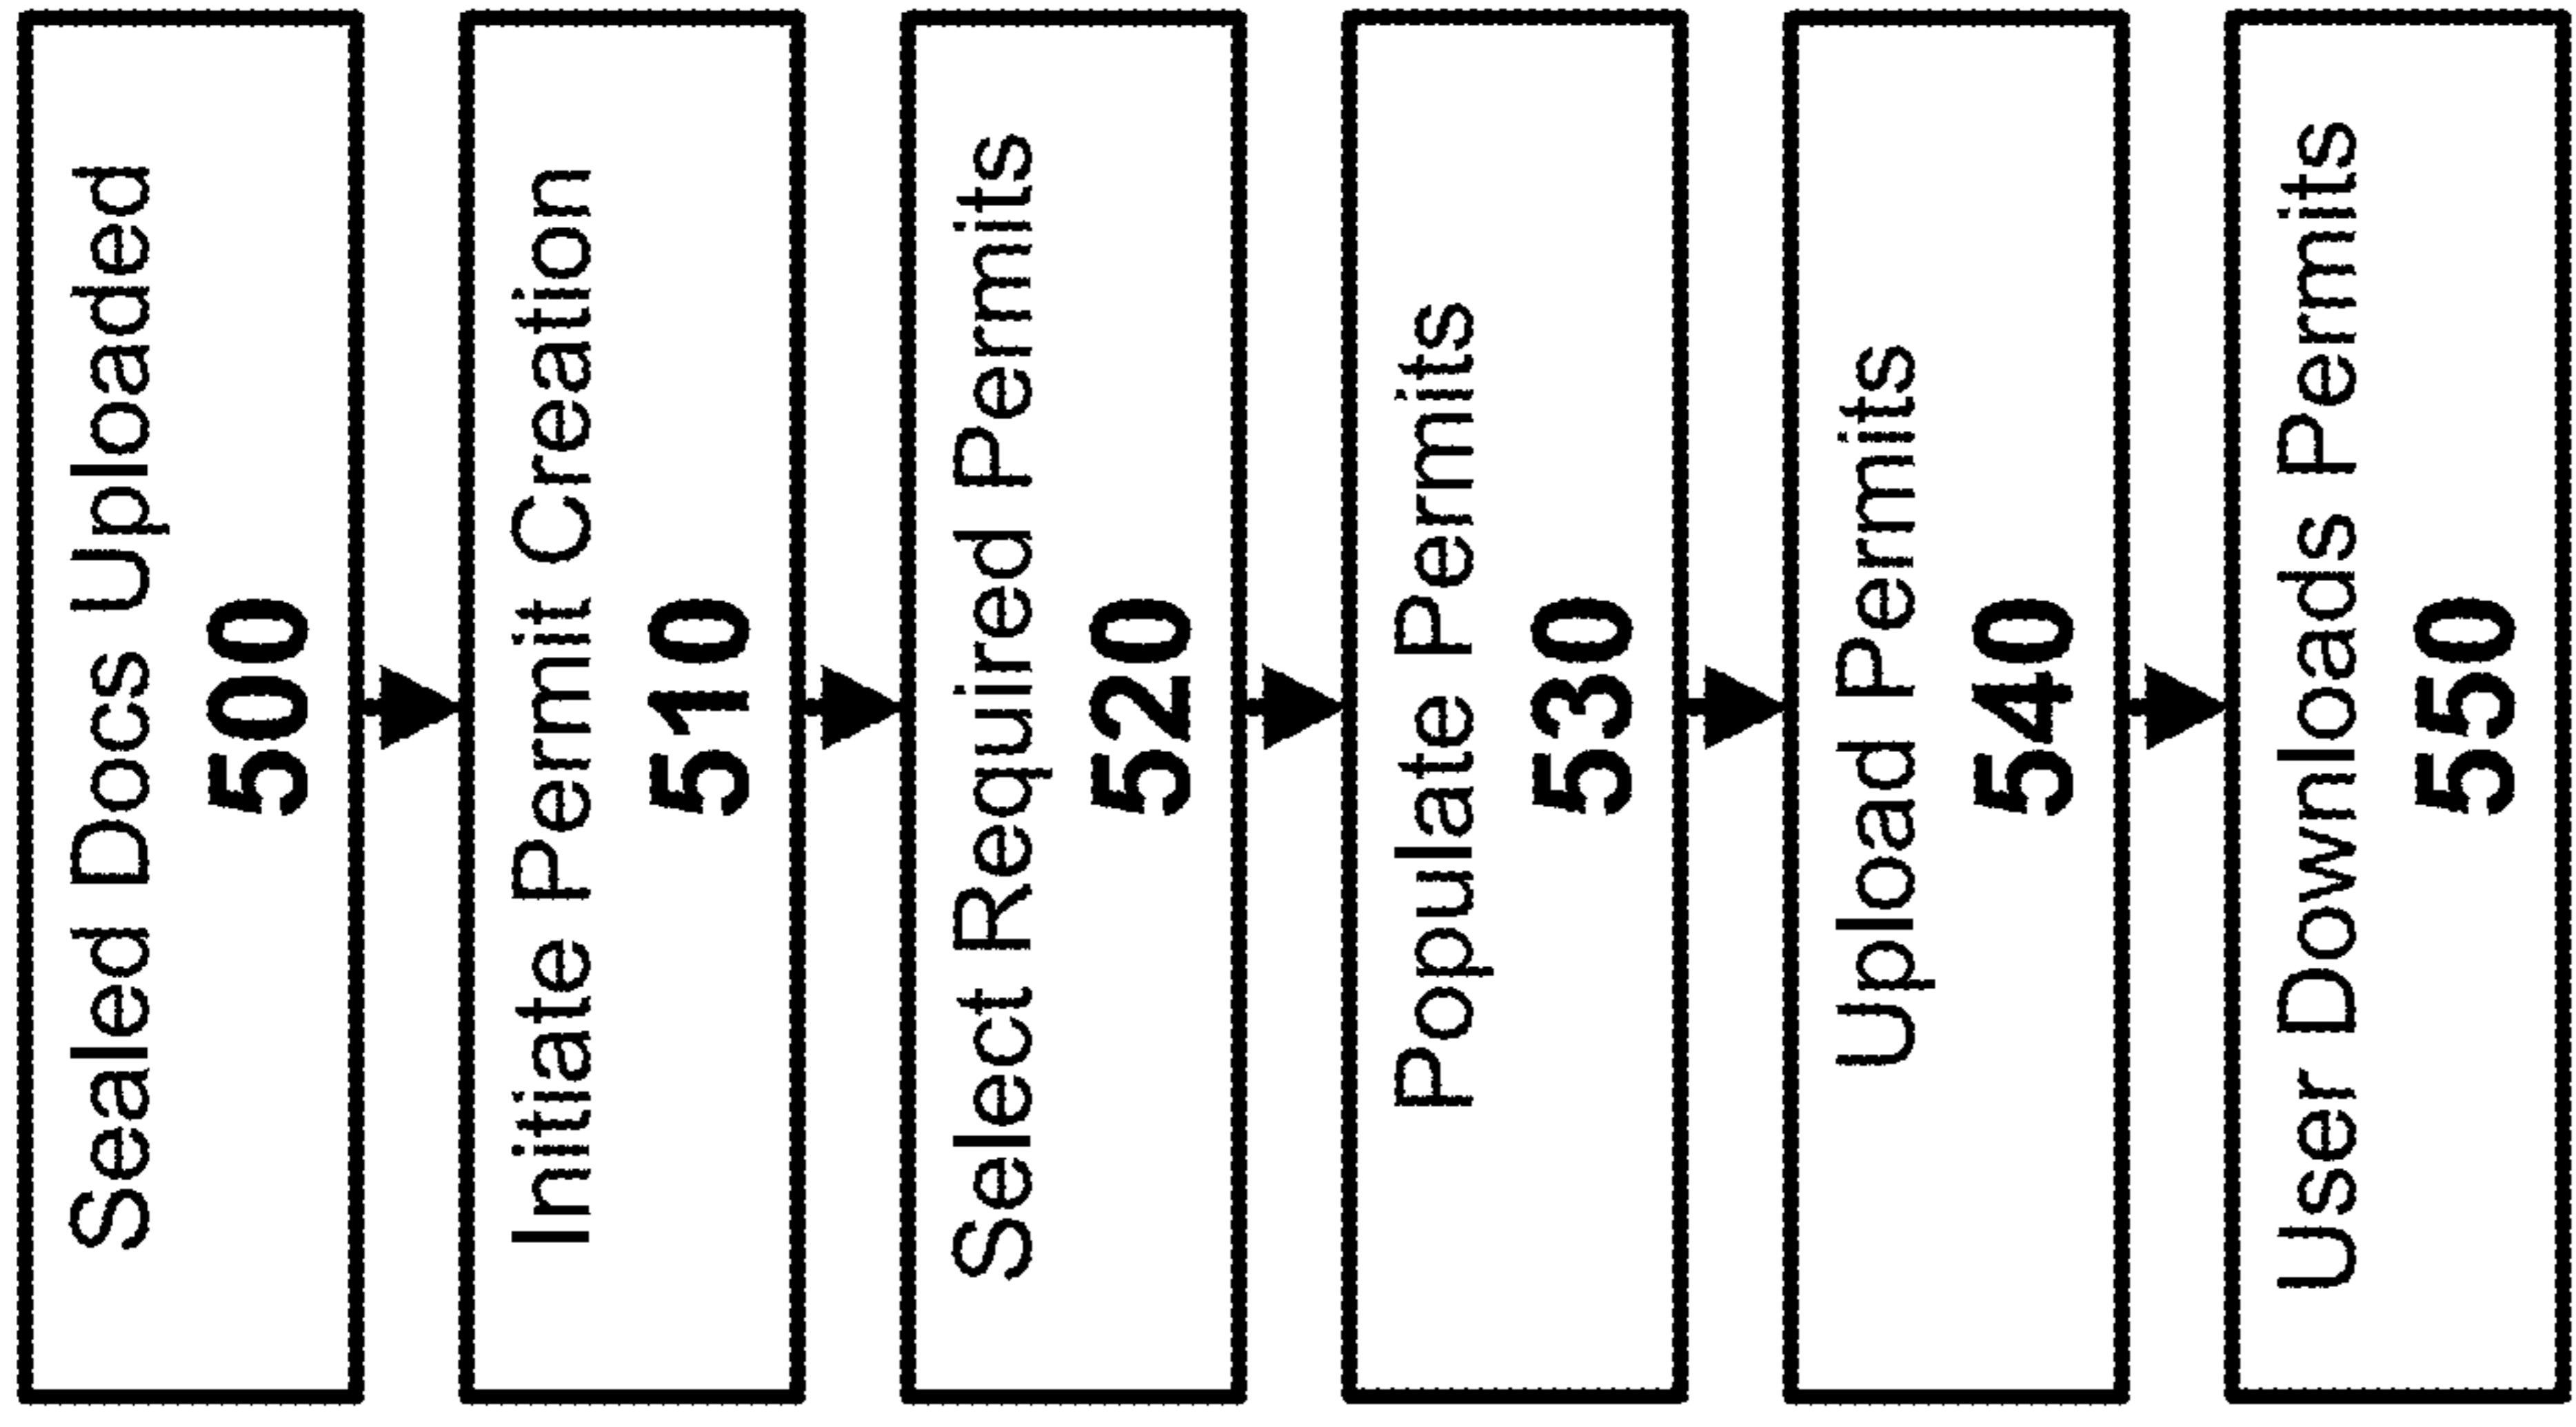 Sealed Docs Uploaded
500
Initiate Permit Creation
510
Select Required Permits
520
Populate Permits
530
Upload Permits
540
User Downloads Permits
550